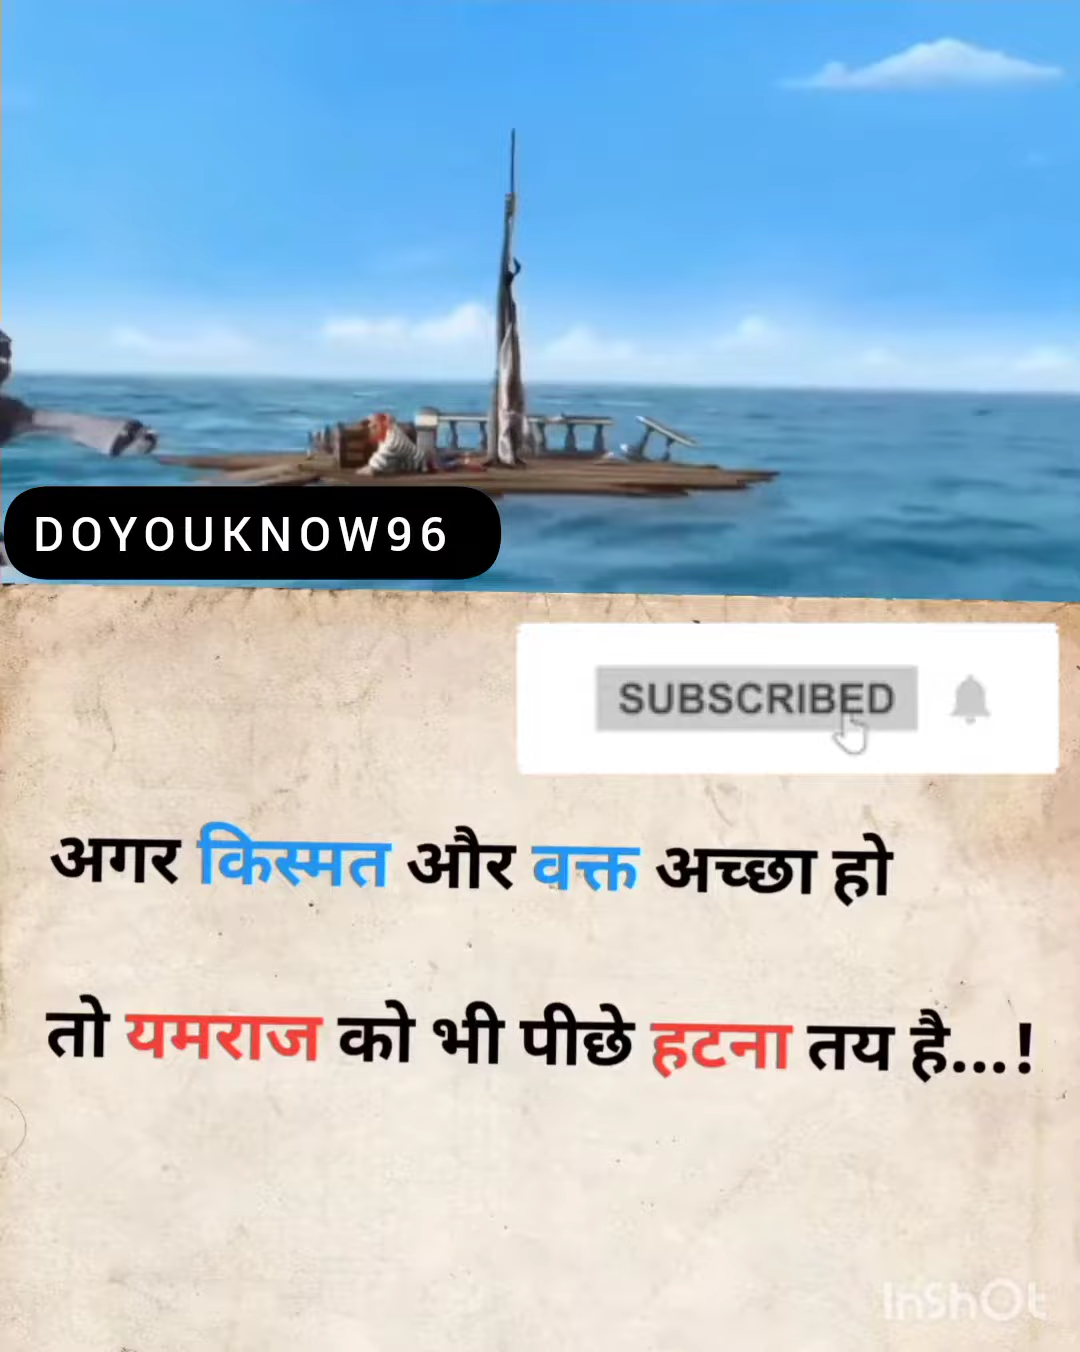 DOYOUKNOW96
SUBSCRIBED
अगर किस्मत और वक्त अच्छा हो
तो यमराज को भी पीछे हटना तय है...!
InShOt